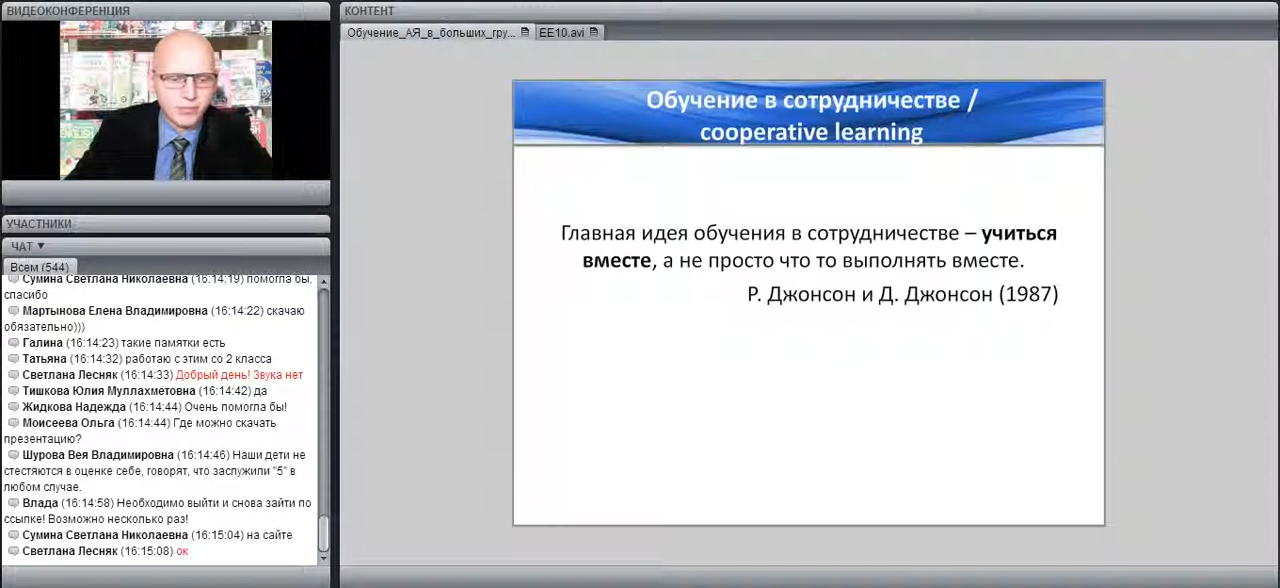 ВИДЕОКОНФЕРЕНЦИЯ
УЧАСТНИКИ
ЧАТ ▼
Всем (544)
Сумина Светлана Николаевна (16:14:19) помогла бы,
спасибо
Мартынова Елена Владимировна (16:14:22) скачаю
обязательно)))
Галина (16:14:23) такие памятки есть
Татьяна (16:14:32) работаю с этим со 2 класса
Светлана Лесняк (16:14:33) Добрый день! Звука нет
Тишкова Юлия Муллахметовна (16:14:42) да
Жидкова Надежда (16:14:44) Очень помогла бы!
Моисеева Ольга (16:14:44) Где можно скачать
презентацию?
Шурова Вея Владимировна (16:14:46) Наши дети не
стестяются в оценке себе, говорят, что заслужили "5" в
любом случае.
Влада (16:14:58) Необходимо выйти и снова зайти по
ссылке! Возможно несколько раз!
Сумина Светлана Николаевна (16:15:04) на сайте
Светлана Лесняк (16:15:08) ок
КОНТЕНТ
Обучение_АЯ_в_больших_гру... EE10.avi
Обучение в сотрудничестве /
cooperative learning
Главная идея обучения в сотрудничестве – учиться
вместе, а не просто что то выполнять вместе.
Р. Джонсон и Д. Джонсон (1987)